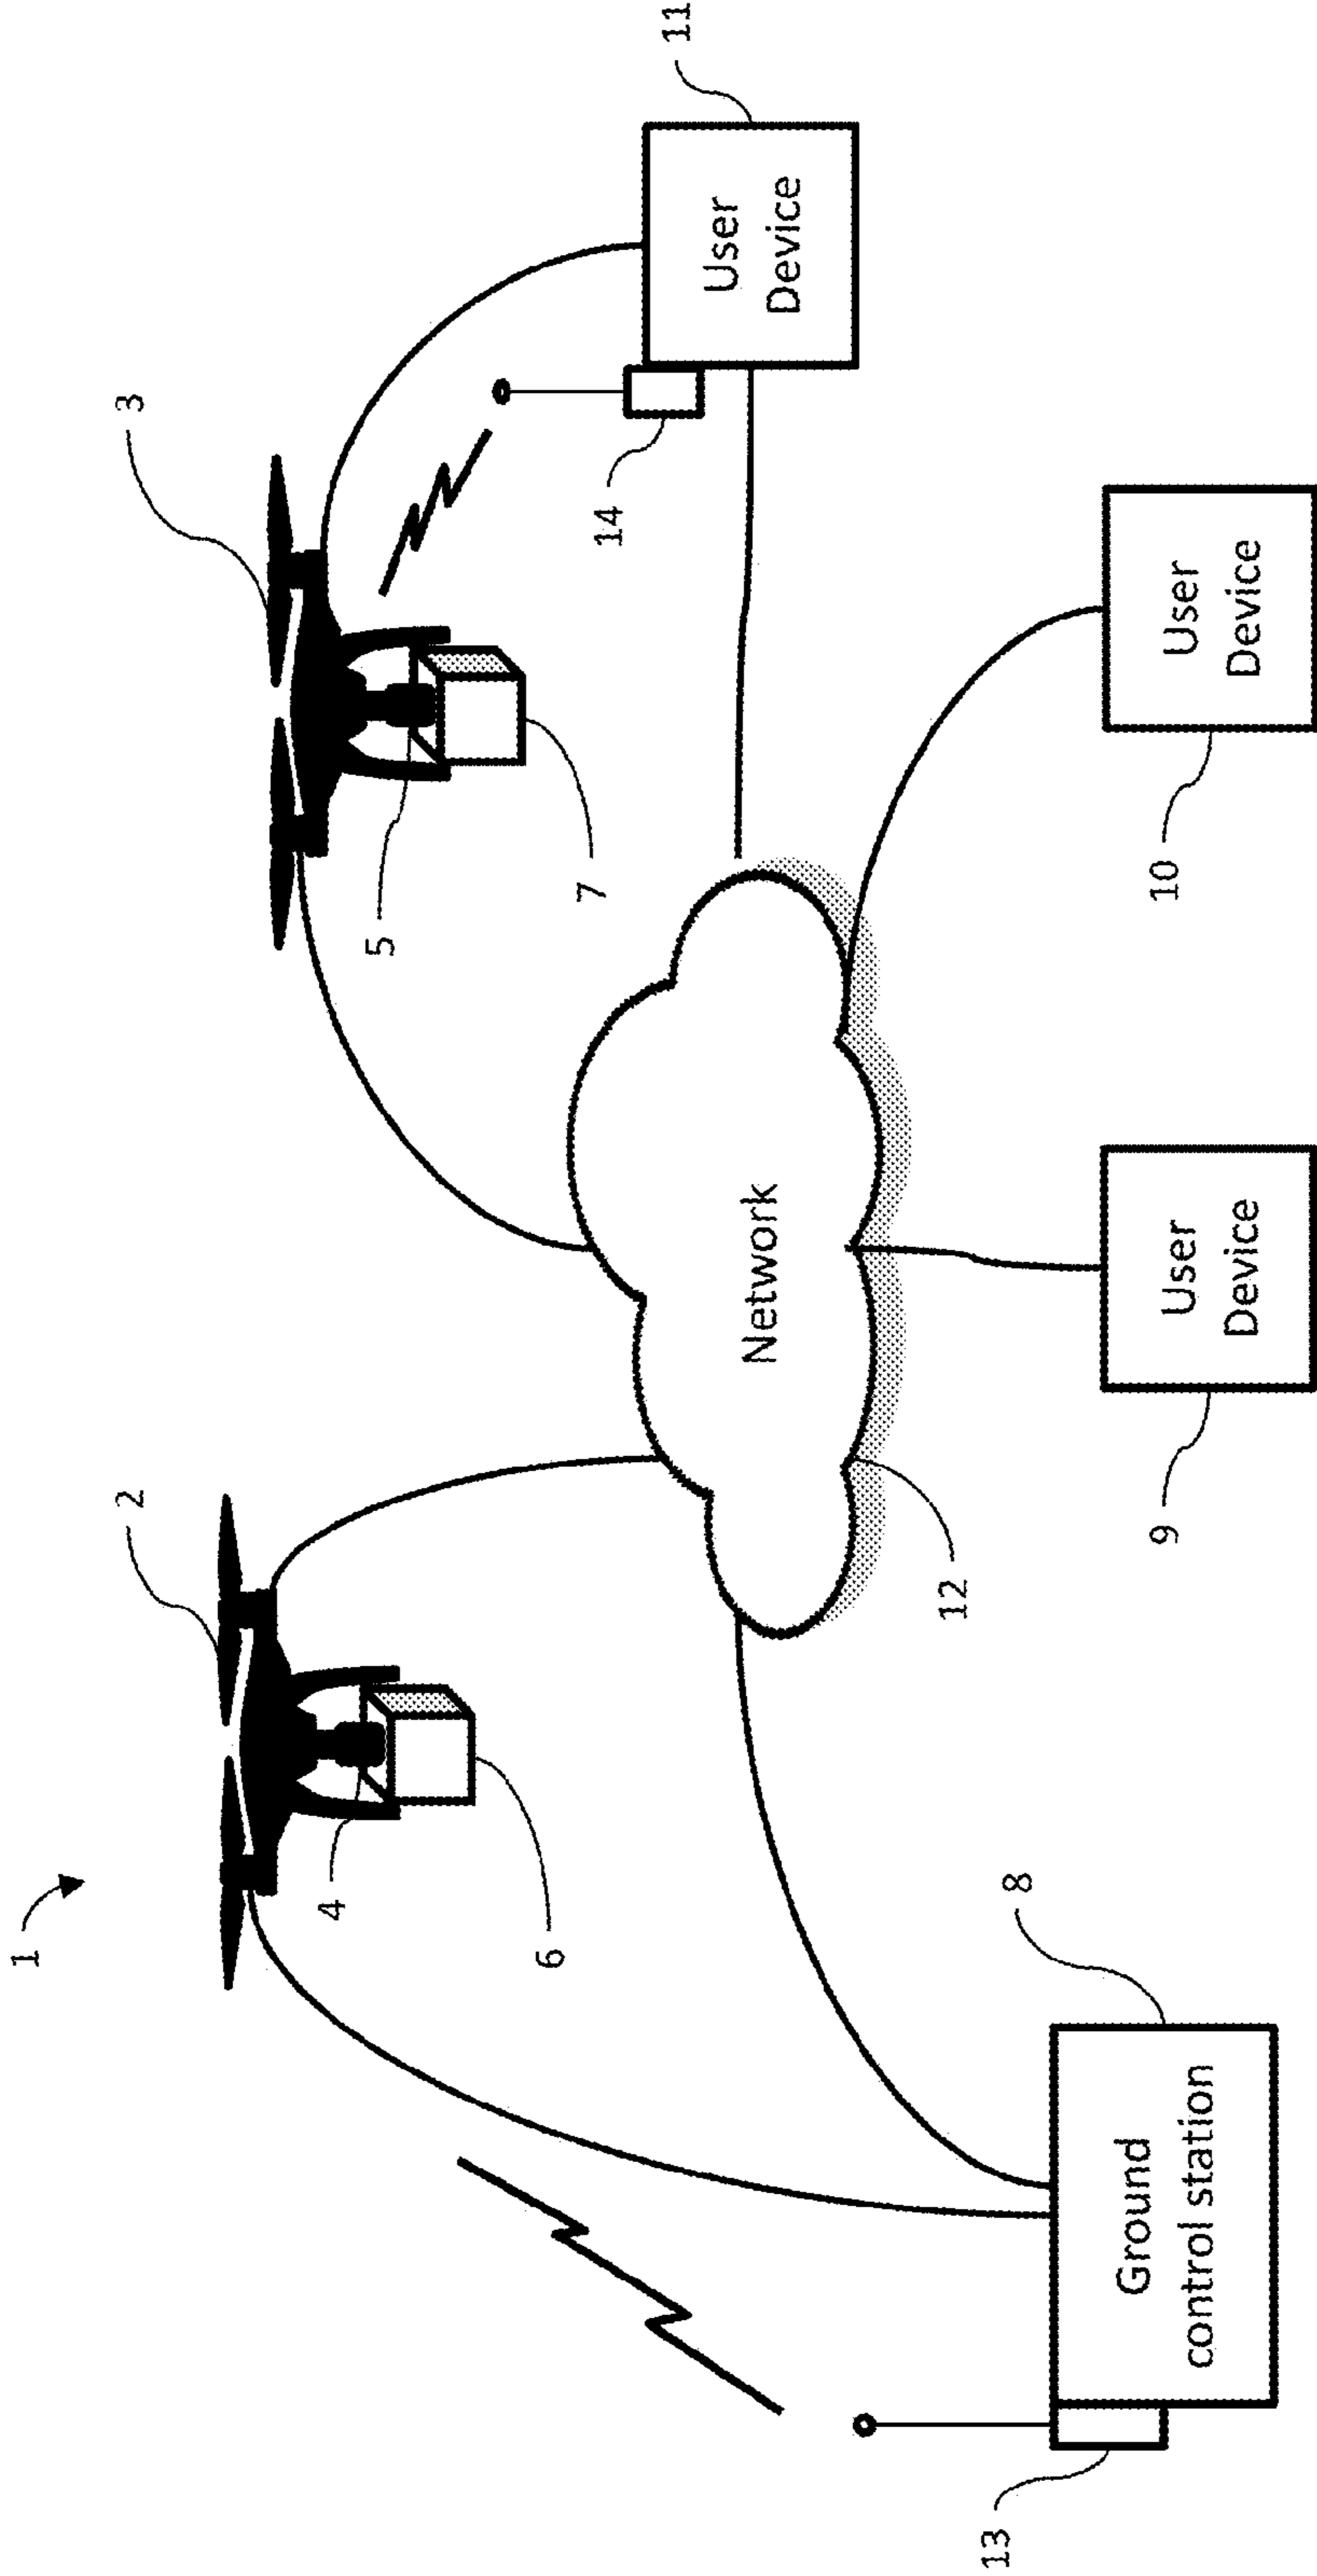 1
2
3
4
5
6
7
11
User
Device
14
Network
12
8
Ground
control station
13
9
User
Device
10
User
Device